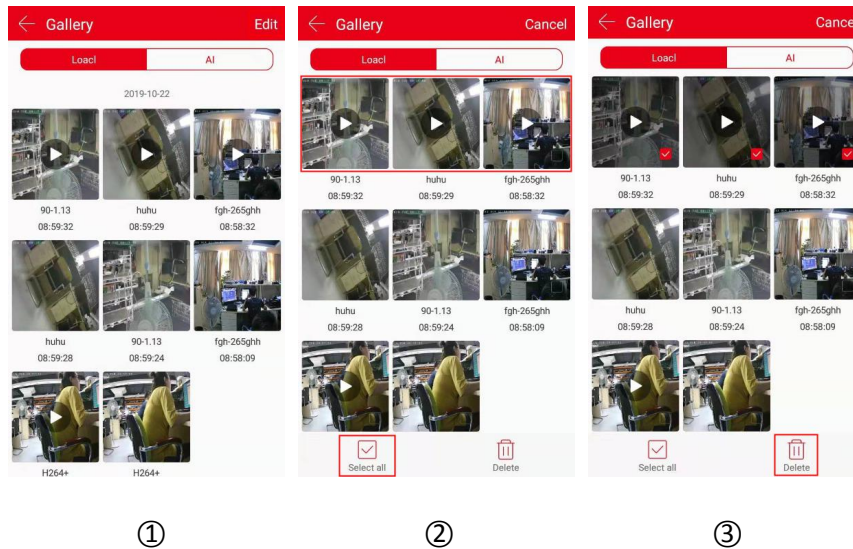 Gallery Edit
Loacl AI
2019-10-22
90-1.13 huhu fgh-265ghh
08:59:32 08:59:29 08:58:32
huhu 90-1.13 fgh-265ghh
08:59:28 08:59:24 08:58:09
H264+ H264+
①
Gallery Cancel
Loacl AI
90-1.13 huhu fgh-265ghh
08:59:32 08:59:29 08:58:32
huhu 90-1.13 fgh-265ghh
08:59:28 08:59:24 08:58:09
Select all Delete
②
Gallery Cance
Loacl AI
90-1.13 huhu fgh-265ghh
08:59:32 08:59:29 08:58:32
huhu 90-1.13 fgh-265ghh
08:59:28 08:59:24 08:58:09
Select all Delete
③